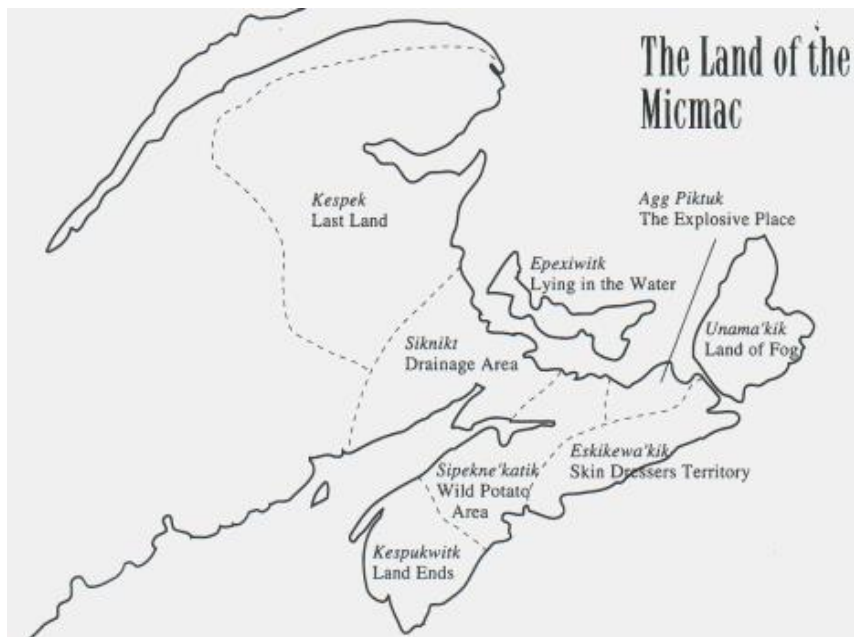 The Land of the
Micmac
Kespek
Last Land
Agg Piktuk
The Explosive Place
Epexiwitk
Lying in the Water
Unama'kik
Land of Fog
Siknikt
Drainage Area
Eskikewa'kik
Skin Dressers Territory
Sipekne'katik
Wild Potato
Area
Kespukwitk
Land Ends